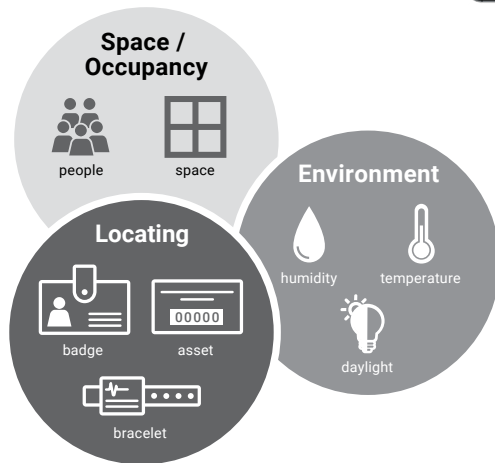 Space /
Occupancy
people
space
Environment
humidity
temperature
daylight
Locating
00000
badge
asset
bracelet